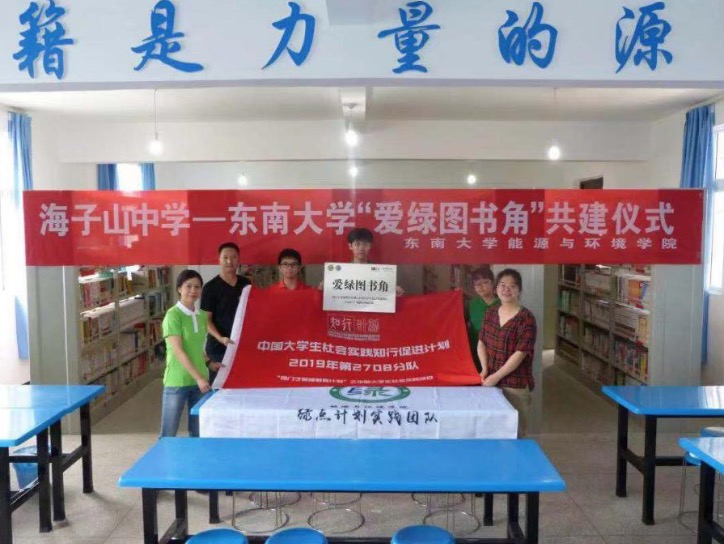 籍是力量的源
海子山中学—东南大学“爱绿图书角”共建仪式
东南大学能源与环境学院
爱绿图书角
知行计划
中国大学生社会实践知行促进计划
2019年第2708分队
绿点计划实践团队